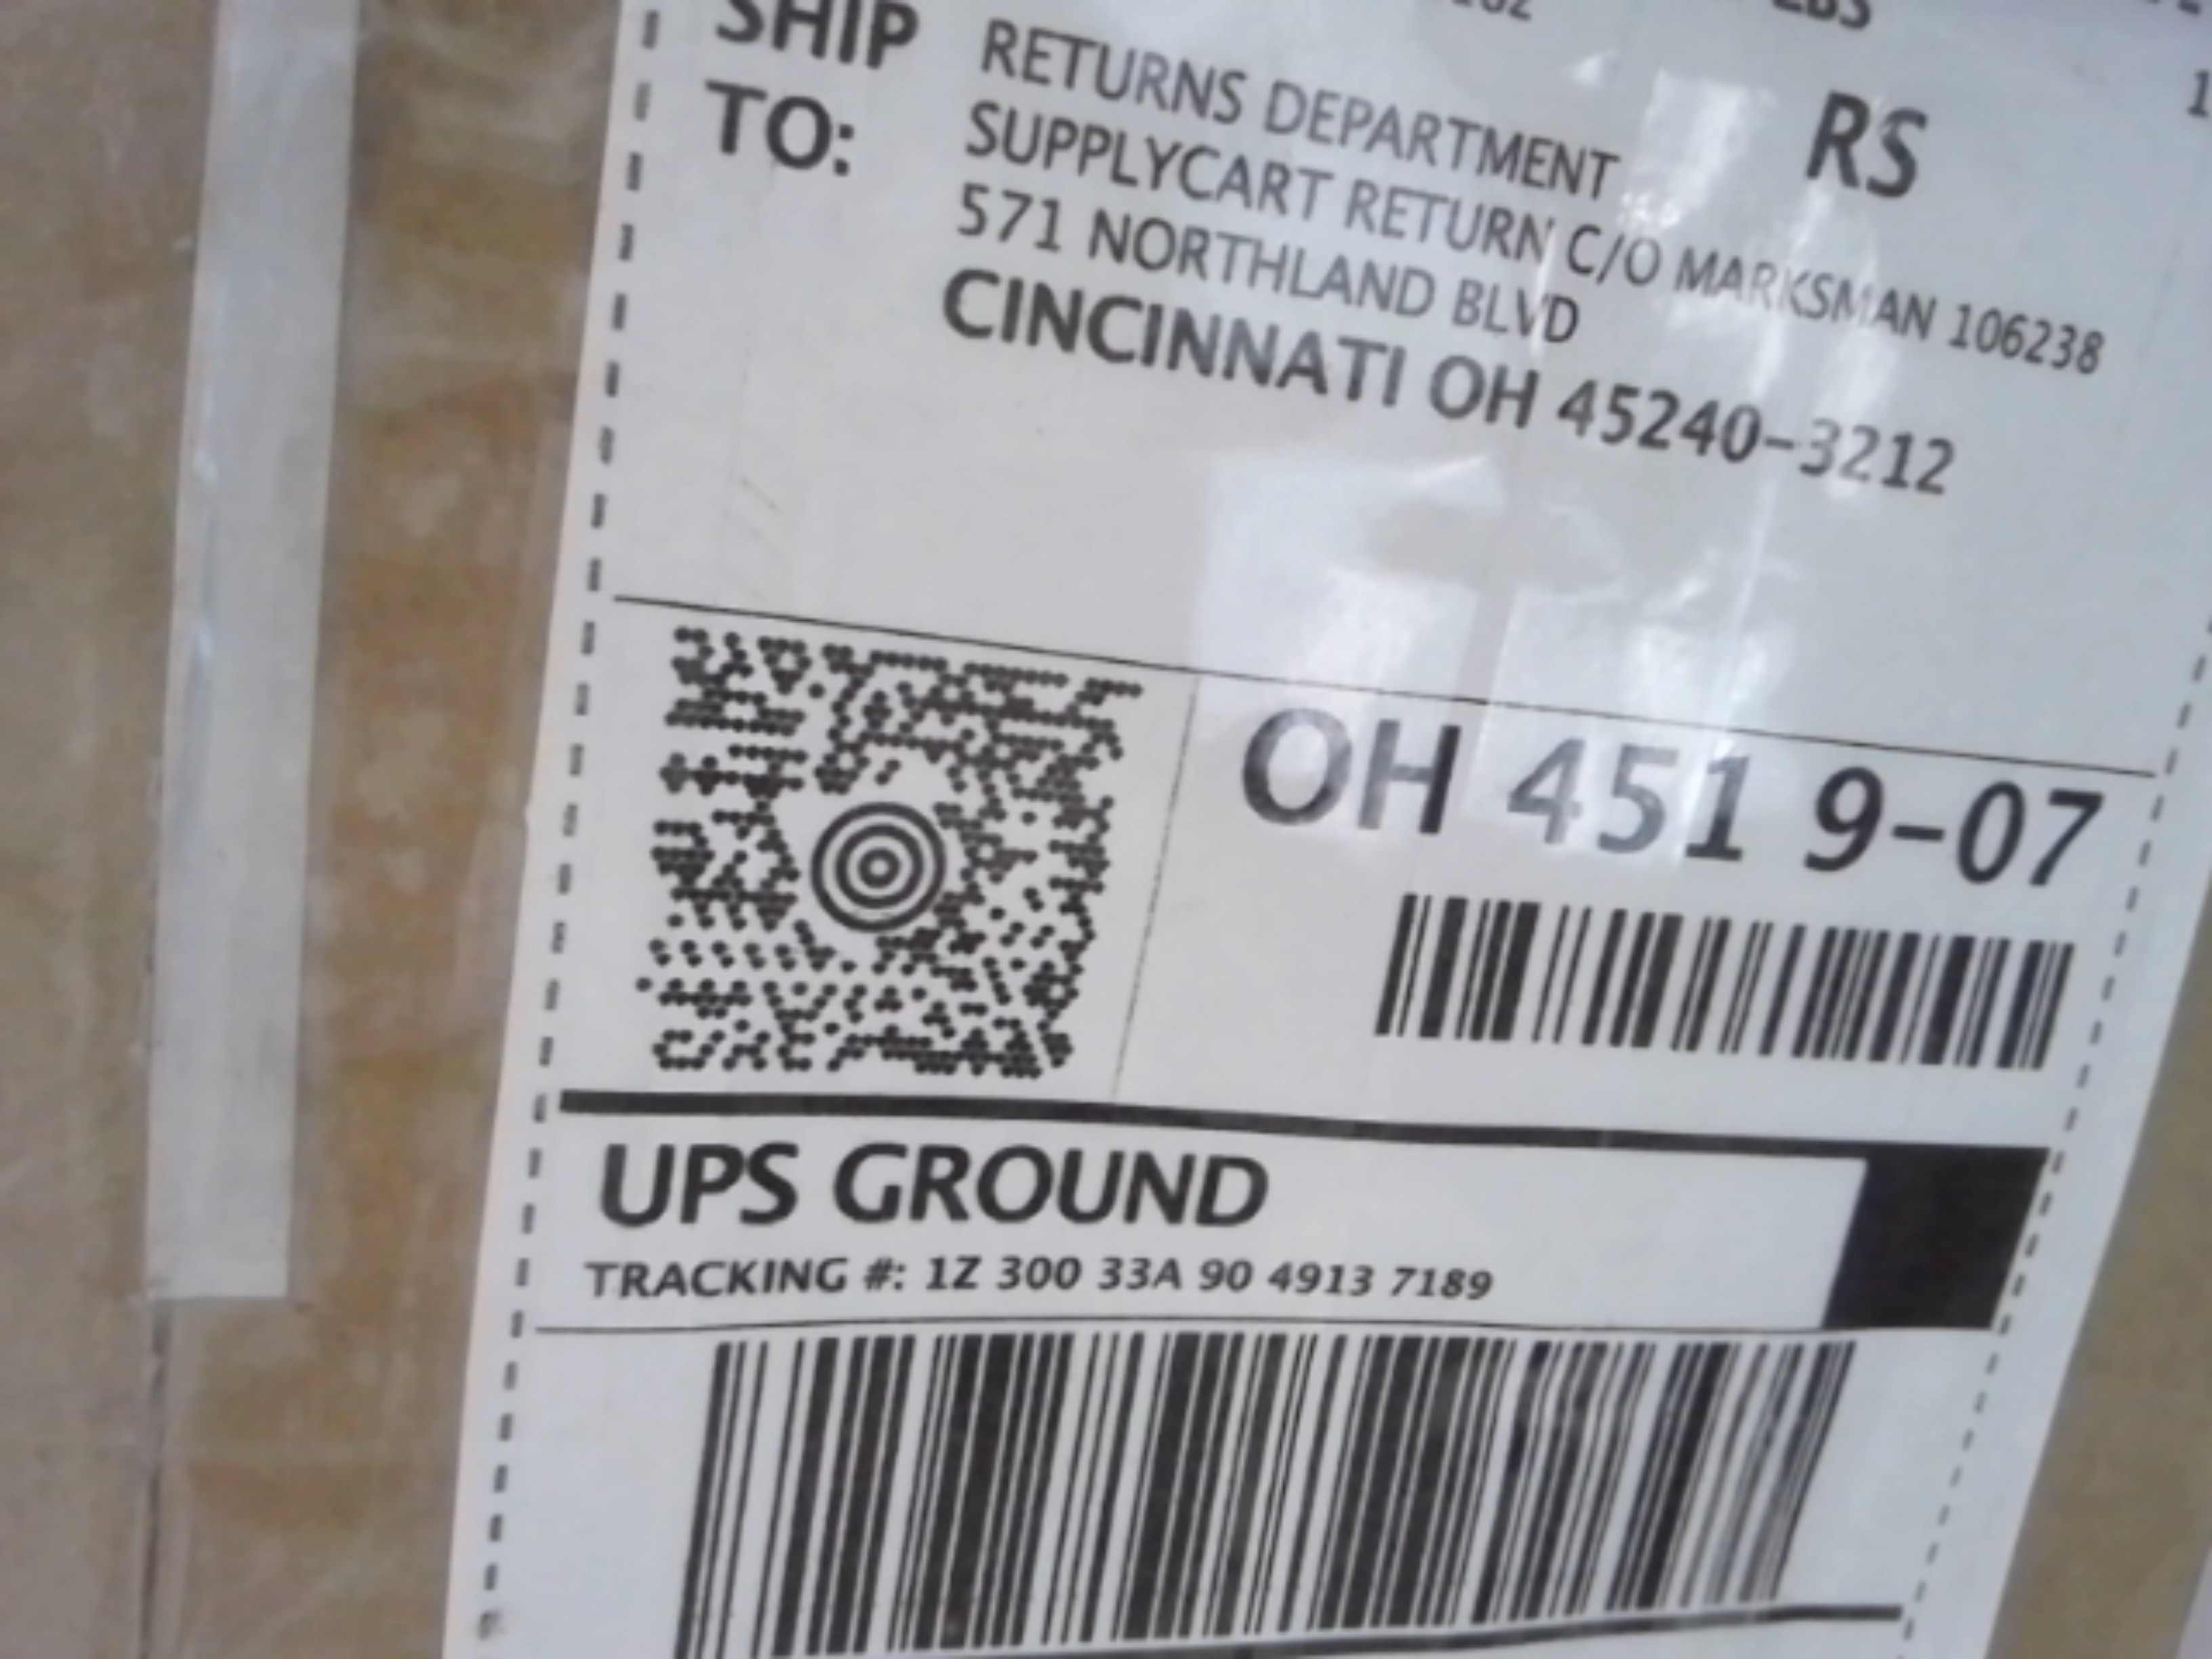 SHIP TO:
RETURNS DEPARTMENT
SUPPLYCART RETURN C/O MARKSMAN 106238
571 NORTHLAND BLVD
CINCINNATI OH 45240-3212
RS
OH 451 9-07
UPS GROUND
TRACKING #: 1Z 300 33A 90 4913 7189